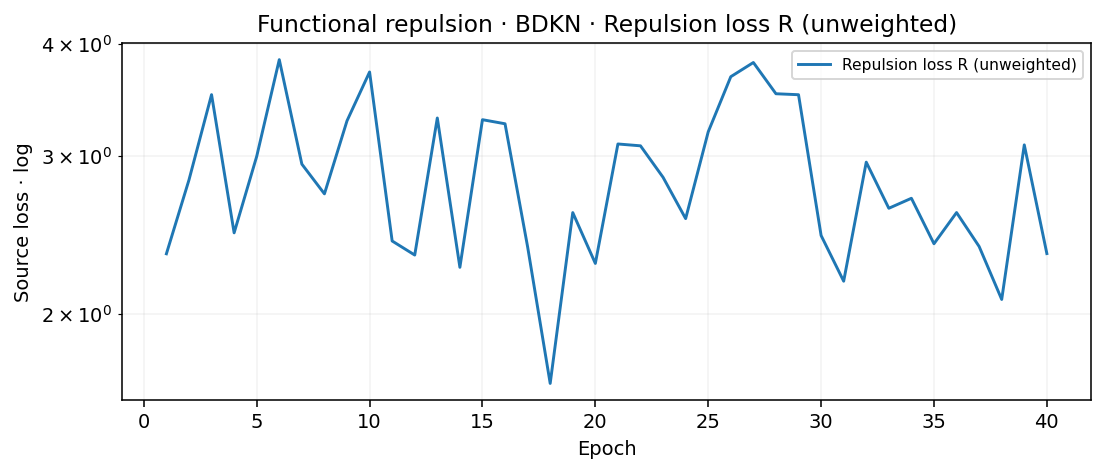 Functional repulsion · BDKN · Repulsion loss R (unweighted)
4 × 10⁰
3 × 10⁰
2 × 10⁰
Source loss · log
Repulsion loss R (unweighted)
0 5 10 15 20 25 30 35 40
Epoch